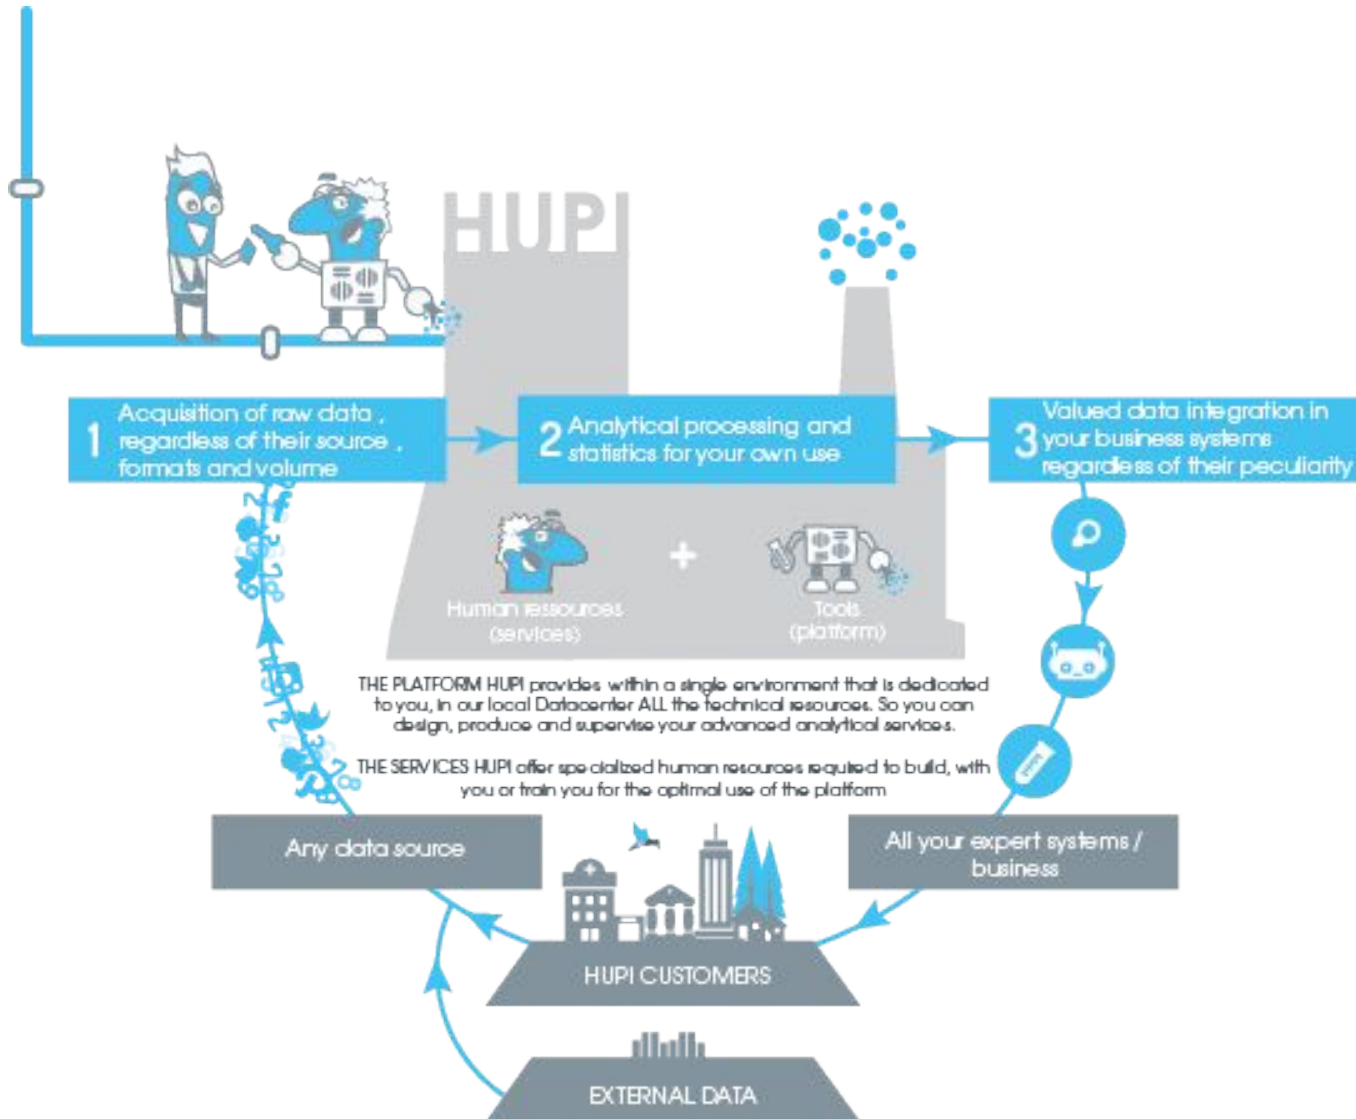 HUPI
1 Acquisition of raw data ,
regardless of their source ,
formats and volume
2 Analytical processing and
statistics for your own use
3 Valued data integration in
your business systems
regardless of their peculiarity
Human ressources
(services)
+
Tools
(platform)
THE PLATFORM HUPI provides within a single environment that is dedicated
to you, in our local Datacenter ALL the technical resources. So you can
design, produce and supervise your advanced analytical services.
THE SERVICES HUPI offer specialized human resources required to build, with
you or train you for the optimal use of the platform
Any data source
All your expert systems /
business
HUPI CUSTOMERS
EXTERNAL DATA